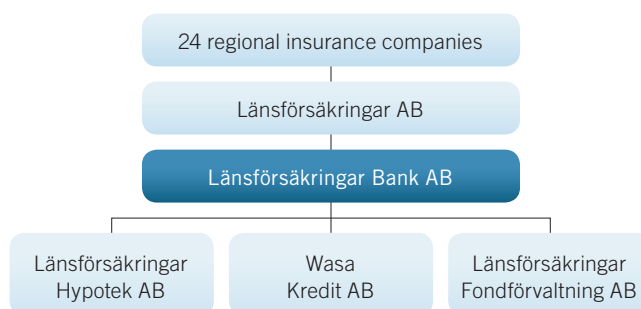 24 regional insurance companies
Länsförsäkringar AB
Länsförsäkringar Bank AB
Länsförsäkringar
Hypotek AB
Wasa
Kredit AB
Länsförsäkringar
Fondförvaltning AB